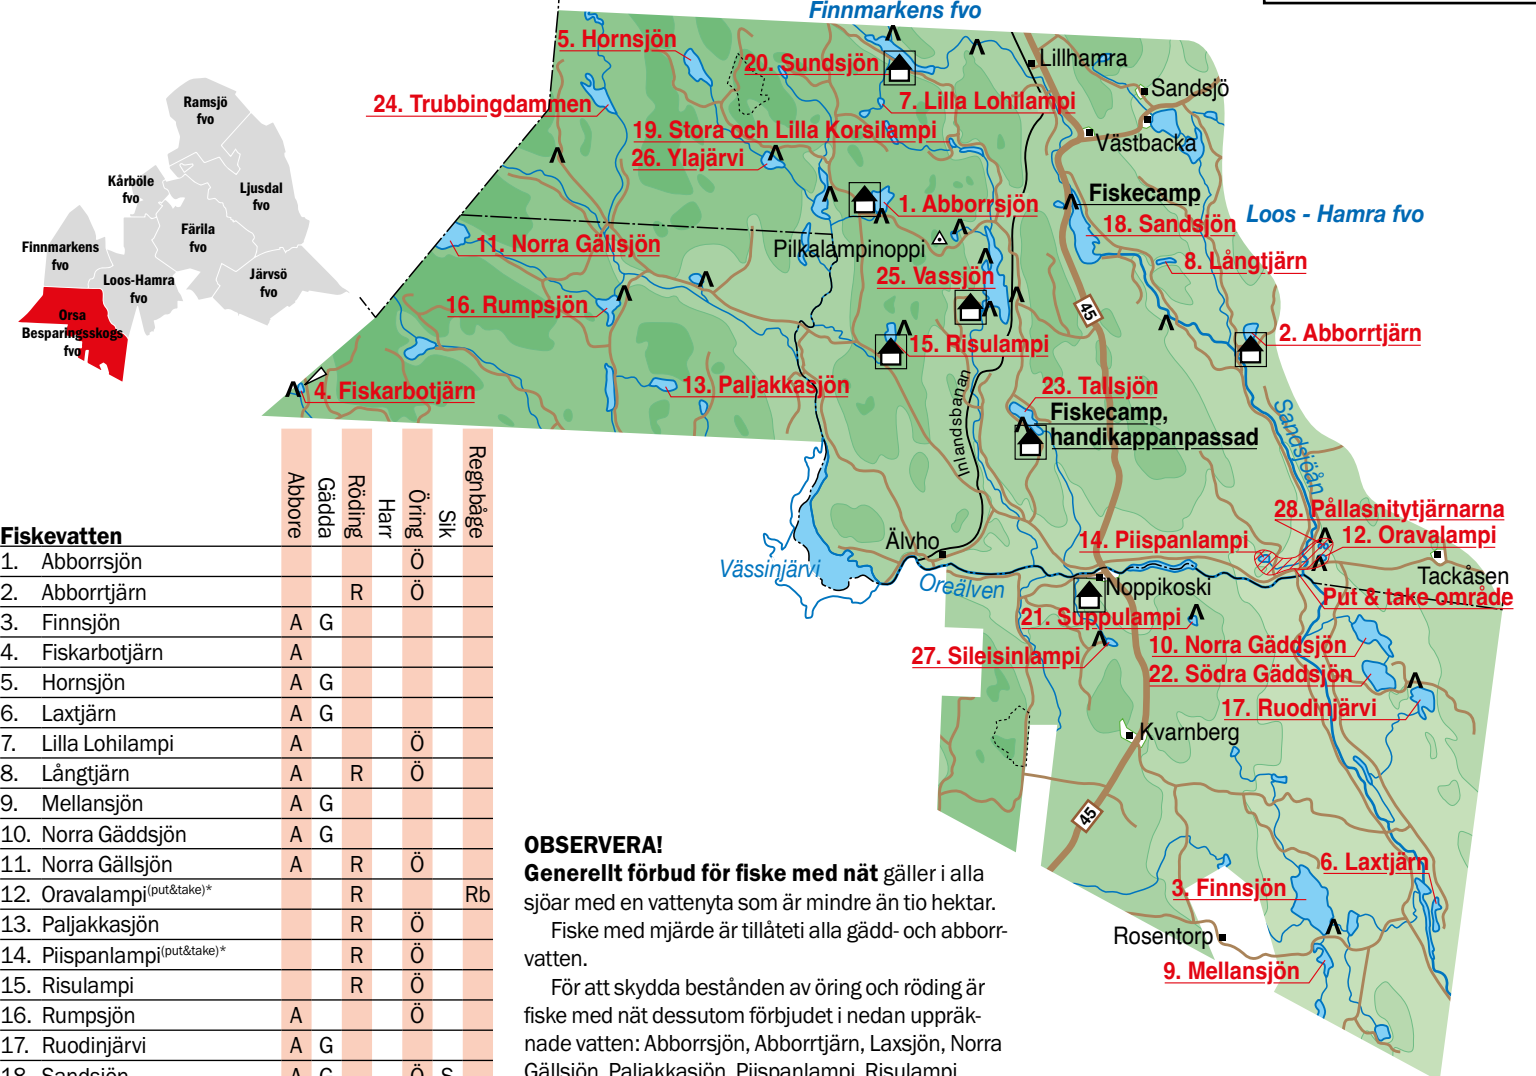 Finnmarkens fvo
5. Hornsjön
20. Sundsjön
Lillhamra
Sandsjö
24. Trubbingdammen
7. Lilla Lohilampi
19. Stora och Lilla Korsilampi
Västbacka
26. Ylajärvi
Fiskecamp
1. Abborrsjön
18. Sandsjön
Loos - Hamra fvo
11. Norra Gällsjön
Pilkalampinoppi
8. Långtjärn
25. Vassjön
16. Rumpsjön
45
2. Abborrtjärn
15. Risulampi
4. Fiskarbotjärn
13. Paljakkasjön
23. Tallsjön
Inlandsbanan
Fiskecamp,
handikappanpassad
Sandsjöån
28. Pållasnitytjärnarna
14. Piispanlampi
12. Oravalampi
Älvho
Vässinjärvi
Oreälven
Noppikoski
Tackåsen
Put & take område
21. Suppulampi
27. Sileisinlampi
10. Norra Gäddsjön
22. Södra Gäddsjön
17. Ruodinjärvi
Kvarnberg
45
6. Laxtjärn
3. Finnsjön
Rosentorp
9. Mellansjön
Ramsjö
fvo
Kårböle
fvo
Ljusdal
fvo
Färila
fvo
Finnmarkens
fvo
Loos-Hamra
fvo
Järvsö
fvo
Orsa
Besparingsskogs
fvo
Fiskevatten Abbore Gädda Röding Harr Öring Sik Regnbåge
1. Abborrsjön Ö
2. Abborrtjärn R Ö
3. Finnsjön A G
4. Fiskarbotjärn A
5. Hornsjön A G
6. Laxtjärn A G
7. Lilla Lohilampi A Ö
8. Långtjärn A R Ö
9. Mellansjön A G
10. Norra Gäddsjön A G
11. Norra Gällsjön A R Ö
12. Oravalampi(put&take)* R Rb
13. Paljakkasjön R Ö
14. Piispanlampi(put&take)* R Ö
15. Risulampi R Ö
16. Rumpsjön A Ö
17. Ruodinjärvi A G
18. Sandsjön A G Ö S
OBSERVERA!
Generellt förbud för fiske med nät gäller i alla
sjöar med en vattenyta som är mindre än tio hektar.
Fiske med mjärde är tillåteti alla gädd- och abborr-
vatten.
För att skydda bestånden av öring och röding är
fiske med nät dessutom förbjudet i nedan uppräk-
nade vatten: Abborrsjön, Abborrtjärn, Laxsjön, Norra
Gällsjön, Paljakkasjön, Piispanlampi, Risulampi,